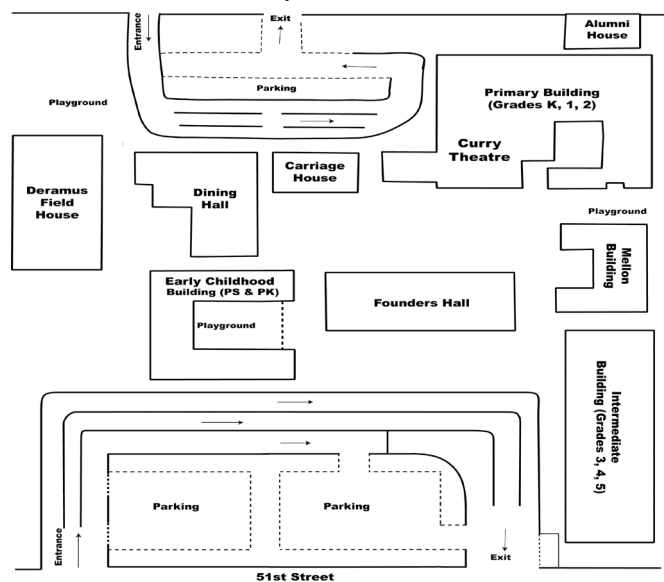 Entrance
Exit
Alumni
House
Parking
Primary Building
(Grades K, 1, 2)
Playground
Curry
Theatre
Carriage
House
Deramus
Field
House
Dining
Hall
Playground
Mellon
Building
Early Childhood
Building (PS & PK)
Founders Hall
Playground
Intermediate
Building (Grades 3, 4, 5)
Parking
Parking
Entrance
Exit
51st Street